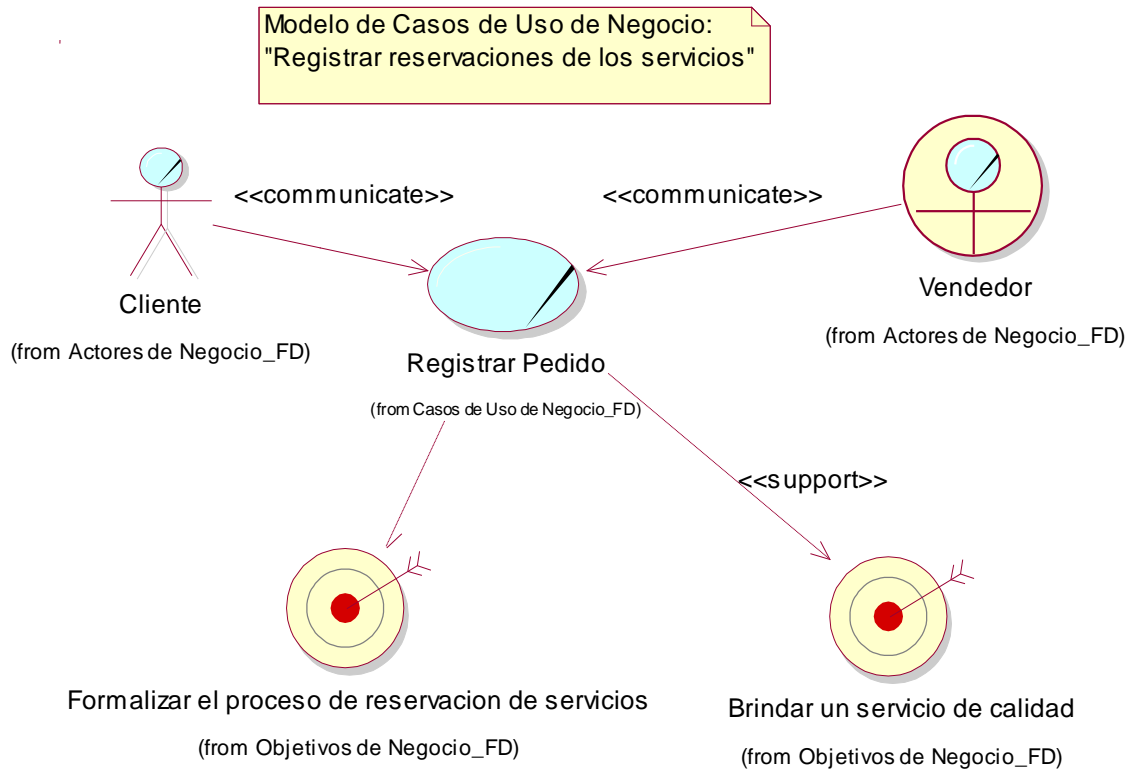 Modelo de Casos de Uso de Negocio:
"Registrar reservaciones de los servicios"
<<communicate>>
<<communicate>>
Cliente
(from Actores de Negocio_FD)
Vendedor
(from Actores de Negocio_FD)
Registrar Pedido
(from Casos de Uso de Negocio_FD)
<<support>>
Formalizar el proceso de reservacion de servicios
(from Objetivos de Negocio_FD)
Brindar un servicio de calidad
(from Objetivos de Negocio_FD)